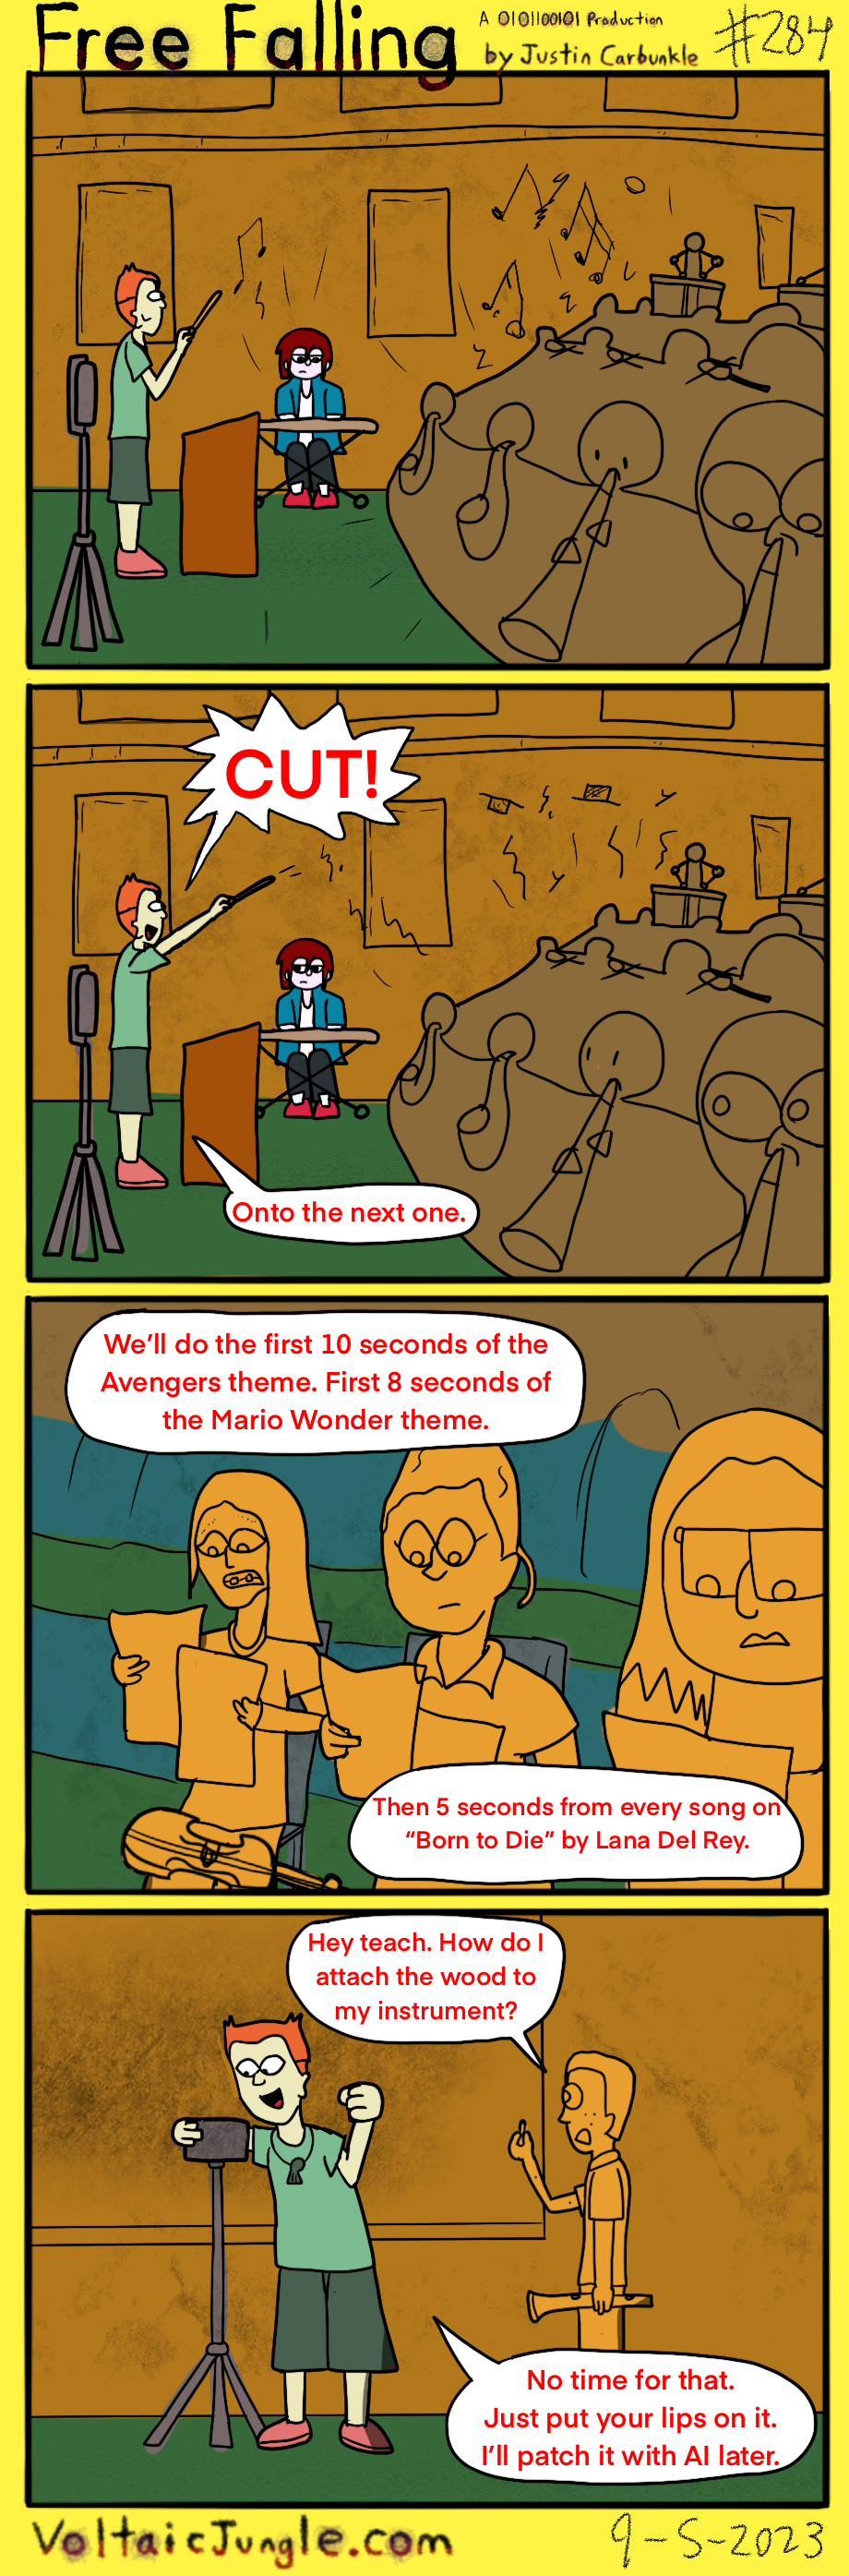 Free Falling
A 0101100101 Production
by Justin Carbunkle
#284
CUT!
Onto the next one.
We'll do the first 10 seconds of the
Avengers theme. First 8 seconds of
the Mario Wonder theme.
Then 5 seconds from every song on
"Born to Die" by Lana Del Rey.
Hey teach. How do I
attach the wood to
my instrument?
No time for that.
Just put your lips on it.
I'll patch it with AI later.
VoltaicJungle.com
9-5-2023